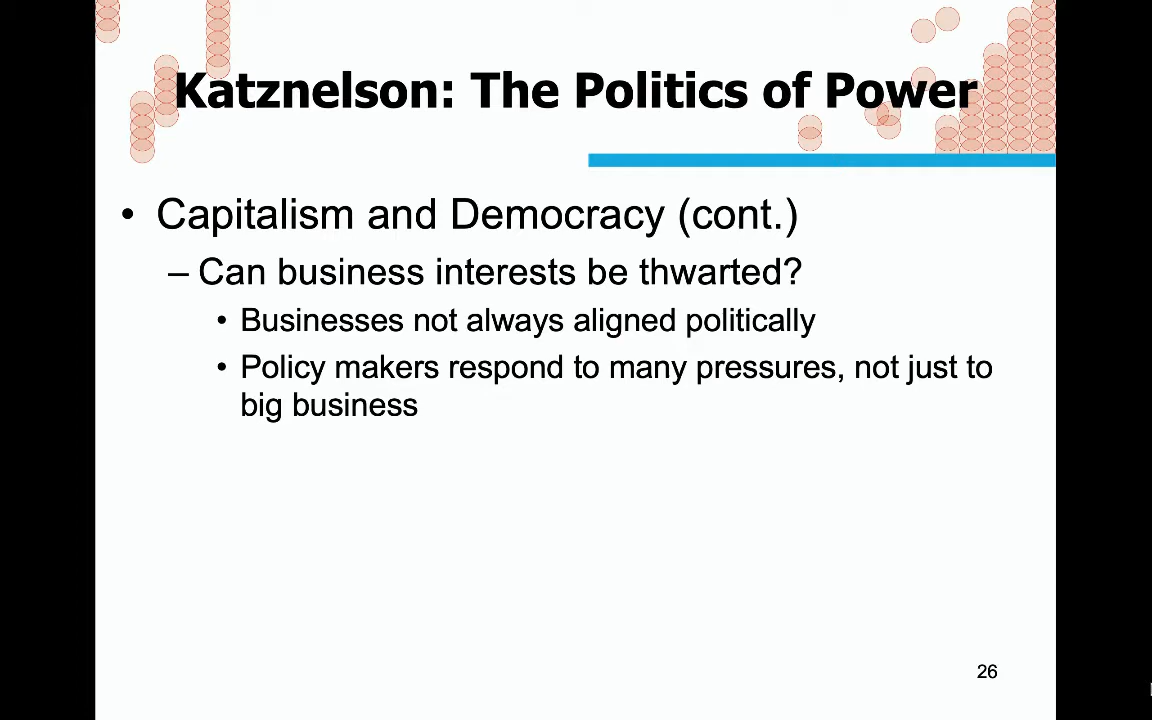 Katznelson: The Politics of Power
• Capitalism and Democracy (cont.)
– Can business interests be thwarted?
• Businesses not always aligned politically
• Policy makers respond to many pressures, not just to
big business
26